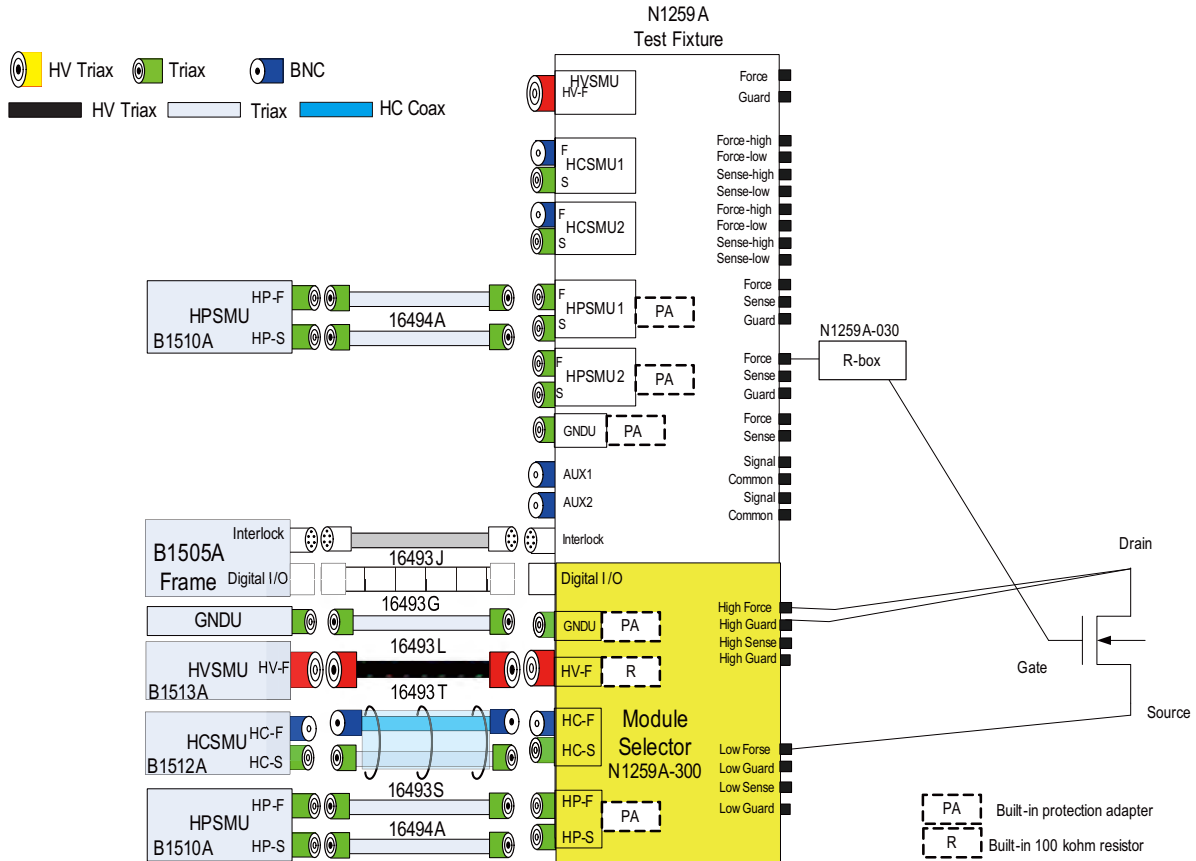 N1259A
Test Fixture
HV Triax
Triax
BNC
HV Triax
Triax
HC Coax
HVSMU
HV-F
Force
Guard
F
HCSMU1
S
Force-high
Force-low
Sense-high
Sense-low
F
HCSMU2
S
Force-high
Force-low
Sense-high
Sense-low
HPSMU
B1510A
HP-F
HP-S
16494A
F
HPSMU1
S
PA
Force
Sense
Guard
N1259A-030
R-box
F
HPSMU2
S
PA
Force
Sense
Guard
GNDU
PA
Force
Sense
AUX1
AUX2
Signal
Common
Signal
Common
B1505A
Frame
Interlock
Digital I/O
16493J
Interlock
Digital I/O
16493G
GNDU
16493L
GNDU
PA
High Force
High Guard
High Sense
High Guard
Drain
Gate
Source
HVSMU
HV-F
B1513A
16493T
HV-F
R
HCSMU
B1512A
HC-F
HC-S
16493S
HC-F
HC-S
Module
Selector
N1259A-300
Low Forse
Low Guard
Low Sense
Low Guard
HPSMU
B1510A
HP-F
HP-S
16494A
HP-F
HP-S
PA
PA
Built-in protection adapter
R
Built-in 100 kohm resistor